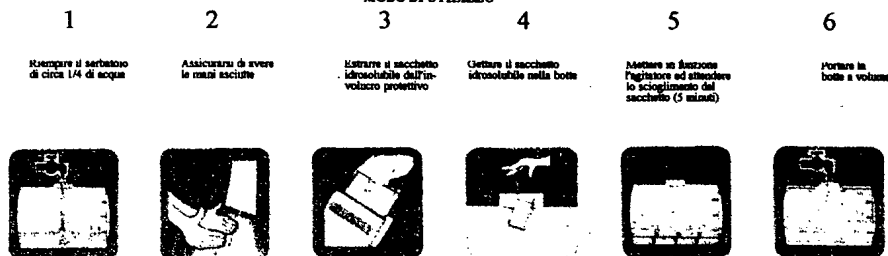 1 2 3 4 5 6
Riempire il serbatoio
di circa 1/4 di acqua
Assicurarsi di avere
le mani asciutte
Estrarre il sacchetto
idrosolubile dall'in-
volucro protettivo
Gettare il sacchetto
idrosolubile nella botte
Mettere in funzione
l'agitatore ed attendere
lo scioglimento del
sacchetto (5 minuti)
Portare la
botte a volume